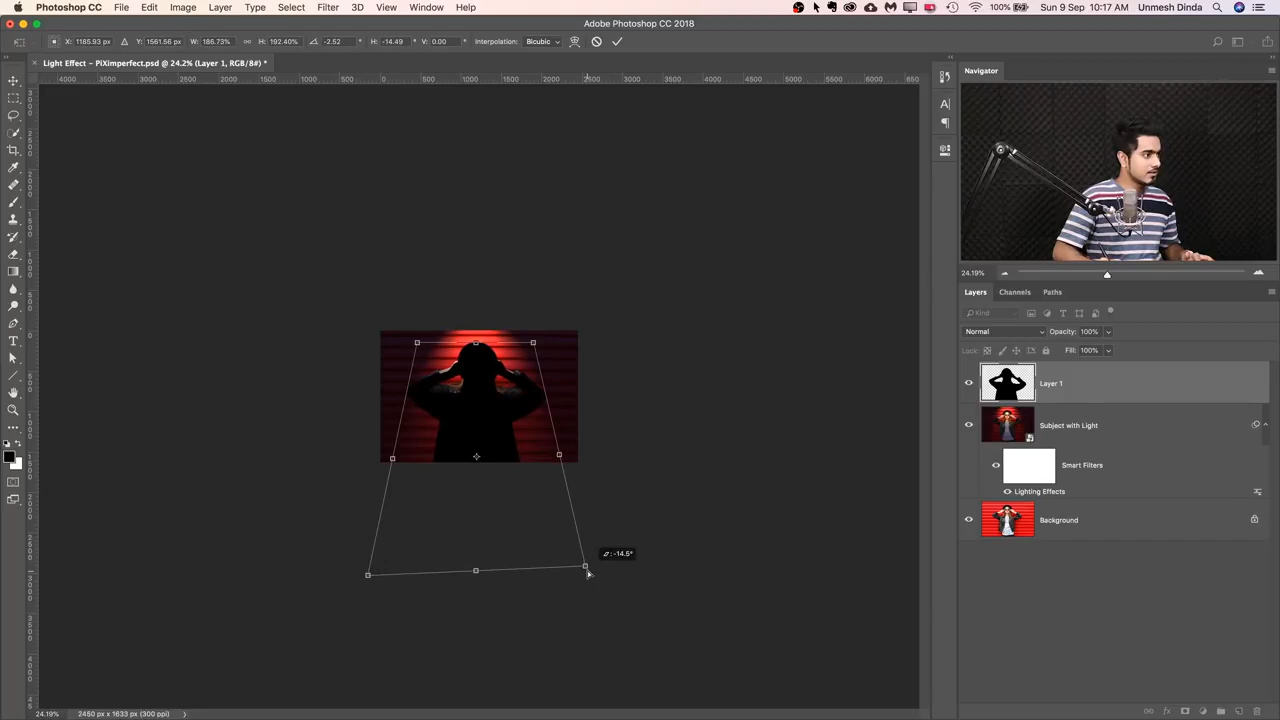 Photoshop CC File Edit Image Layer Type Select Filter 3D View Window Help
100% Sun 9 Sep 10:17 AM Unmesh Dinda
Adobe Photoshop CC 2018
X: 1185.93 px Y: 1561.56 px W: 186.73% H: 192.40% -2.52 H: -14.49 V: 0.00 Interpolation: Bicubic
Light Effect – PiXimperfect.psd @ 24.2% (Layer 1, RGB/8#) *
Navigator
4000 3500 3000 2500 2000 1500 1000 500 0 500 1000 1500 2000 2500 3000 3500 4000 4500 5000 5500 6000 650
24.19%
Layers Channels Paths
Kind
Normal Opacity: 100%
Lock: Fill: 100%
Layer 1
Subject with Light
Smart Filters
Lighting Effects
Background
: -14.5°
24.19% 2450 px x 1633 px (300 ppi)